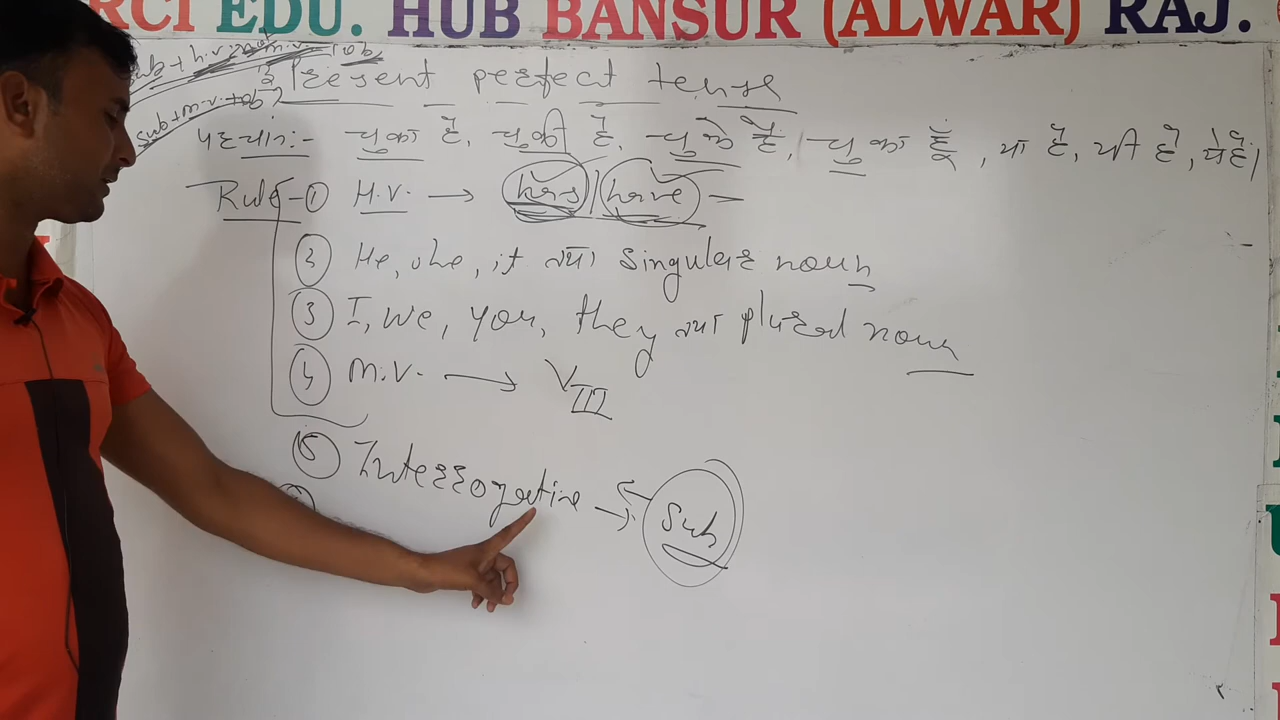 RCI EDU. HUB BANSUR (ALWAR) RAJ.
Present perfect tense
पहचान:- चुका है, चुकी है, चुके हैं, चुका हूँ, या है, यी है, ये हैं।
Rule-① H.V. → has/have -
② He, she, it तथा singular noun
③ I, we, you, they तथा plural noun
④ M.V. → VIII
⑤ Interrogative → Sub